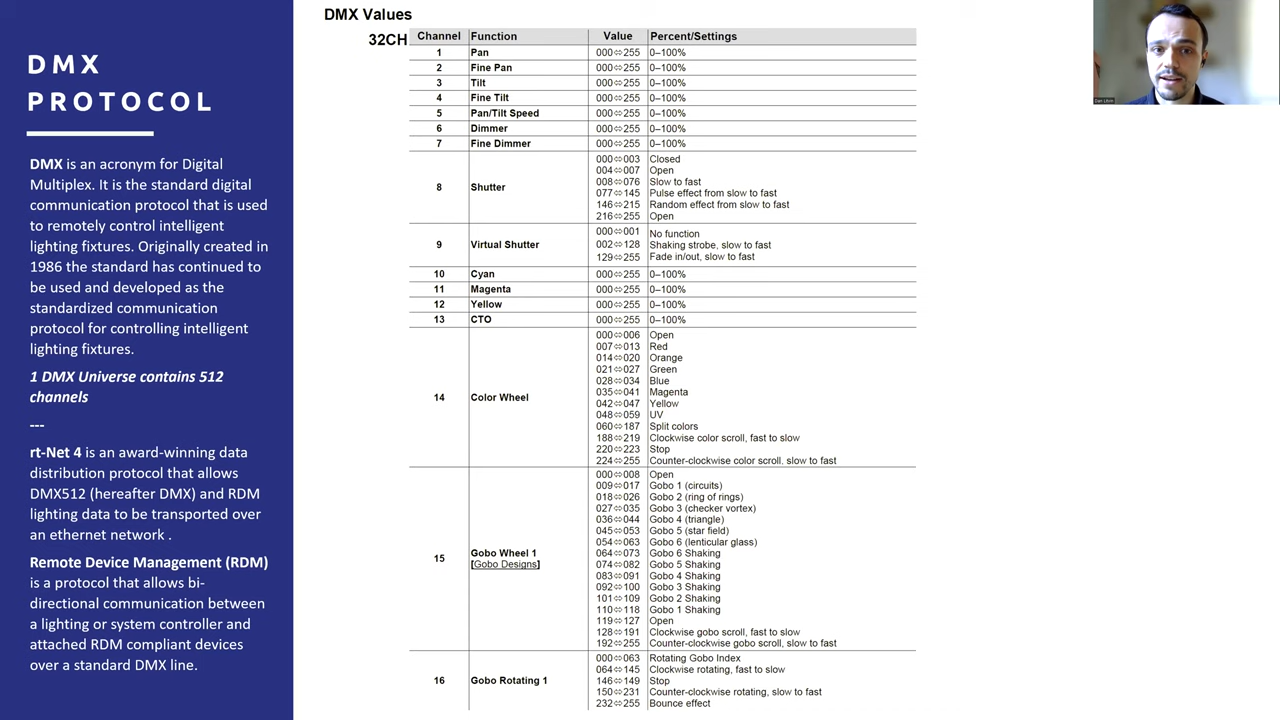 DMX
PROTOCOL
DMX is an acronym for Digital
Multiplex. It is the standard digital
communication protocol that is used
to remotely control intelligent
lighting fixtures. Originally created in
1986 the standard has continued to
be used and developed as the
standardized communication
protocol for controlling intelligent
lighting fixtures.
1 DMX Universe contains 512
channels
---
rt-Net 4 is an award-winning data
distribution protocol that allows
DMX512 (hereafter DMX) and RDM
lighting data to be transported over
an ethernet network .
Remote Device Management (RDM)
is a protocol that allows bi-
directional communication between
a lighting or system controller and
attached RDM compliant devices
over a standard DMX line.
DMX Values
32CH
Channel Function Value Percent/Settings
1 Pan 000⇔255 0–100%
2 Fine Pan 000⇔255 0–100%
3 Tilt 000⇔255 0–100%
4 Fine Tilt 000⇔255 0–100%
5 Pan/Tilt Speed 000⇔255 0–100%
6 Dimmer 000⇔255 0–100%
7 Fine Dimmer 000⇔255 0–100%
8 Shutter
000⇔003 Closed
004⇔007 Open
008⇔076 Slow to fast
077⇔145 Pulse effect from slow to fast
146⇔215 Random effect from slow to fast
216⇔255 Open
9 Virtual Shutter
000⇔001 No function
002⇔128 Shaking strobe, slow to fast
129⇔255 Fade in/out, slow to fast
10 Cyan 000⇔255 0–100%
11 Magenta 000⇔255 0–100%
12 Yellow 000⇔255 0–100%
13 CTO 000⇔255 0–100%
14 Color Wheel
000⇔006 Open
007⇔013 Red
014⇔020 Orange
021⇔027 Green
028⇔034 Blue
035⇔041 Magenta
042⇔047 Yellow
048⇔059 UV
060⇔187 Split colors
188⇔219 Clockwise color scroll, fast to slow
220⇔223 Stop
224⇔255 Counter-clockwise color scroll, slow to fast
15 Gobo Wheel 1
[Gobo Designs]
000⇔008 Open
009⇔017 Gobo 1 (circuits)
018⇔026 Gobo 2 (ring of rings)
027⇔035 Gobo 3 (checker vortex)
036⇔044 Gobo 4 (triangle)
045⇔053 Gobo 5 (star field)
054⇔063 Gobo 6 (lenticular glass)
064⇔073 Gobo 6 Shaking
074⇔082 Gobo 5 Shaking
083⇔091 Gobo 4 Shaking
092⇔100 Gobo 3 Shaking
101⇔109 Gobo 2 Shaking
110⇔118 Gobo 1 Shaking
119⇔127 Open
128⇔191 Clockwise gobo scroll, fast to slow
192⇔255 Counter-clockwise gobo scroll, slow to fast
16 Gobo Rotating 1
000⇔063 Rotating Gobo Index
064⇔145 Clockwise rotating, fast to slow
146⇔149 Stop
150⇔231 Counter-clockwise rotating, slow to fast
232⇔255 Bounce effect